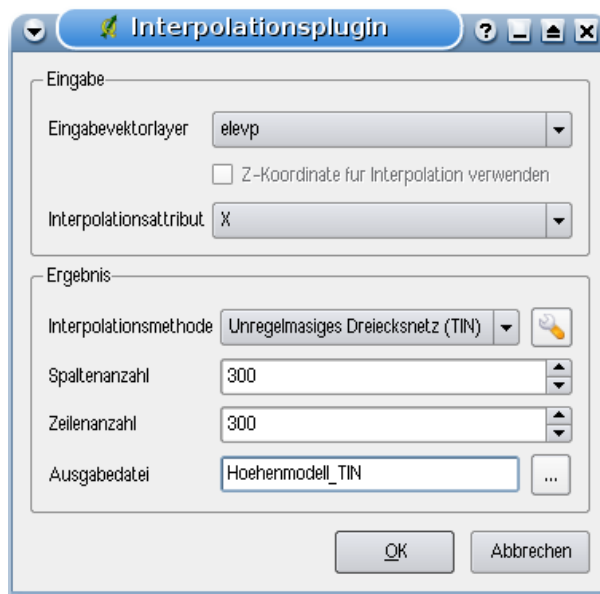 Interpolationsplugin
Eingabe
Eingabevektorlayer elevp
Z-Koordinate fur Interpolation verwenden
Interpolationsattribut X
Ergebnis
Interpolationsmethode Unregelmasiges Dreiecksnetz (TIN)
Spaltenanzahl 300
Zeilenanzahl 300
Ausgabedatei Hoehenmodell_TIN ...
OK Abbrechen